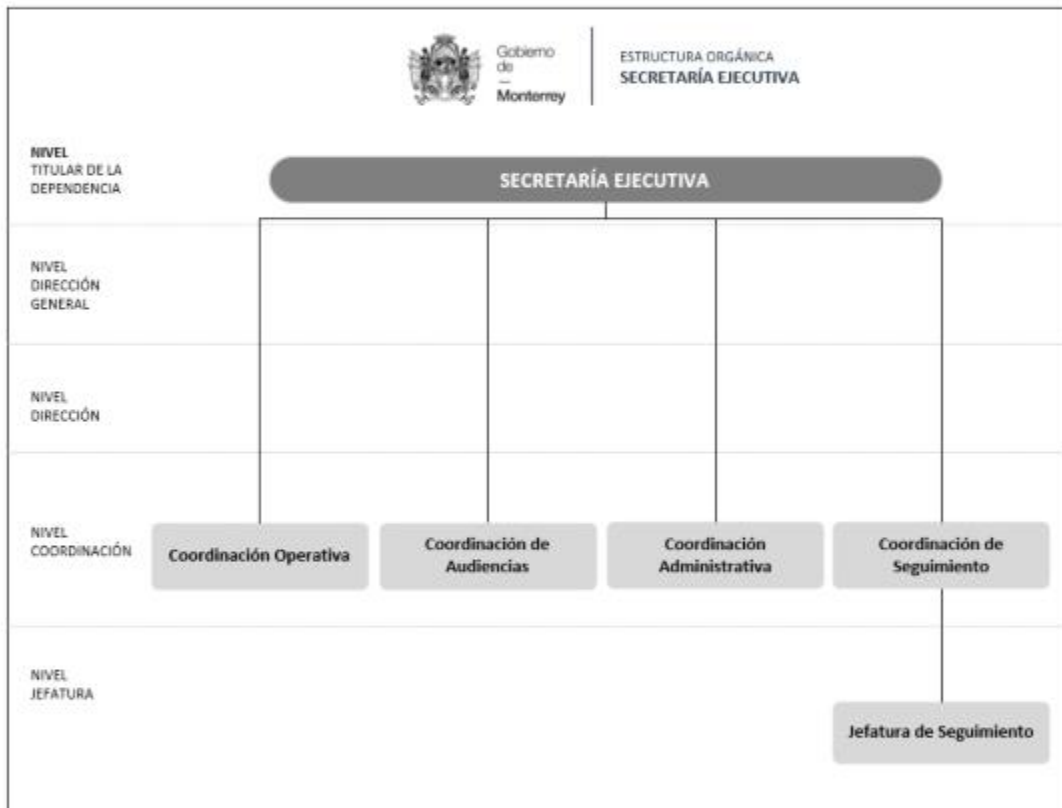 Gobierno
de
—
Monterrey
ESTRUCTURA ORGÁNICA
SECRETARÍA EJECUTIVA
NIVEL
TITULAR DE LA
DEPENDENCIA
SECRETARÍA EJECUTIVA
NIVEL
DIRECCIÓN
GENERAL
NIVEL
DIRECCIÓN
NIVEL
COORDINACIÓN
Coordinación Operativa
Coordinación de
Audiencias
Coordinación
Administrativa
Coordinación de
Seguimiento
NIVEL
JEFATURA
Jefatura de Seguimiento